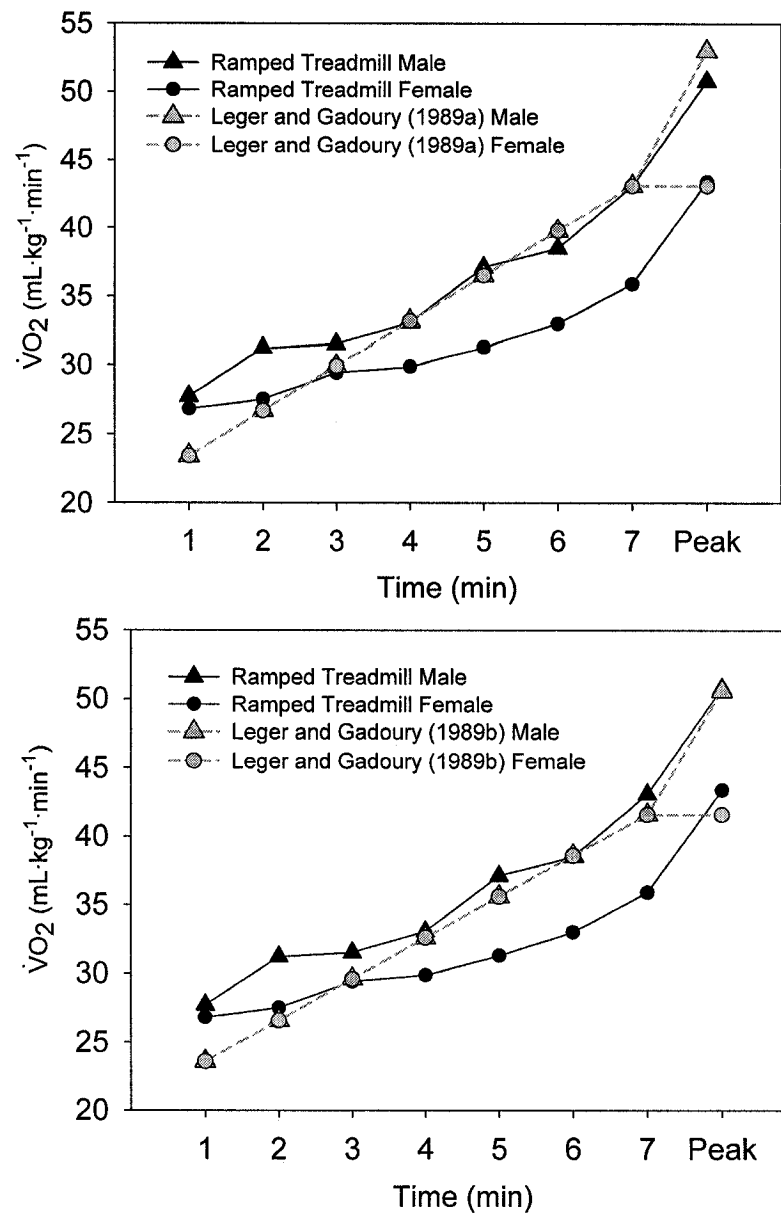 55
50
45
40
35
30
25
20
V̇O2 (mL·kg-1·min-1)
Ramped Treadmill Male
Ramped Treadmill Female
Leger and Gadoury (1989a) Male
Leger and Gadoury (1989a) Female
1 2 3 4 5 6 7 Peak
Time (min)
55
50
45
40
35
30
25
20
V̇O2 (mL·kg-1·min-1)
Ramped Treadmill Male
Ramped Treadmill Female
Leger and Gadoury (1989b) Male
Leger and Gadoury (1989b) Female
1 2 3 4 5 6 7 Peak
Time (min)